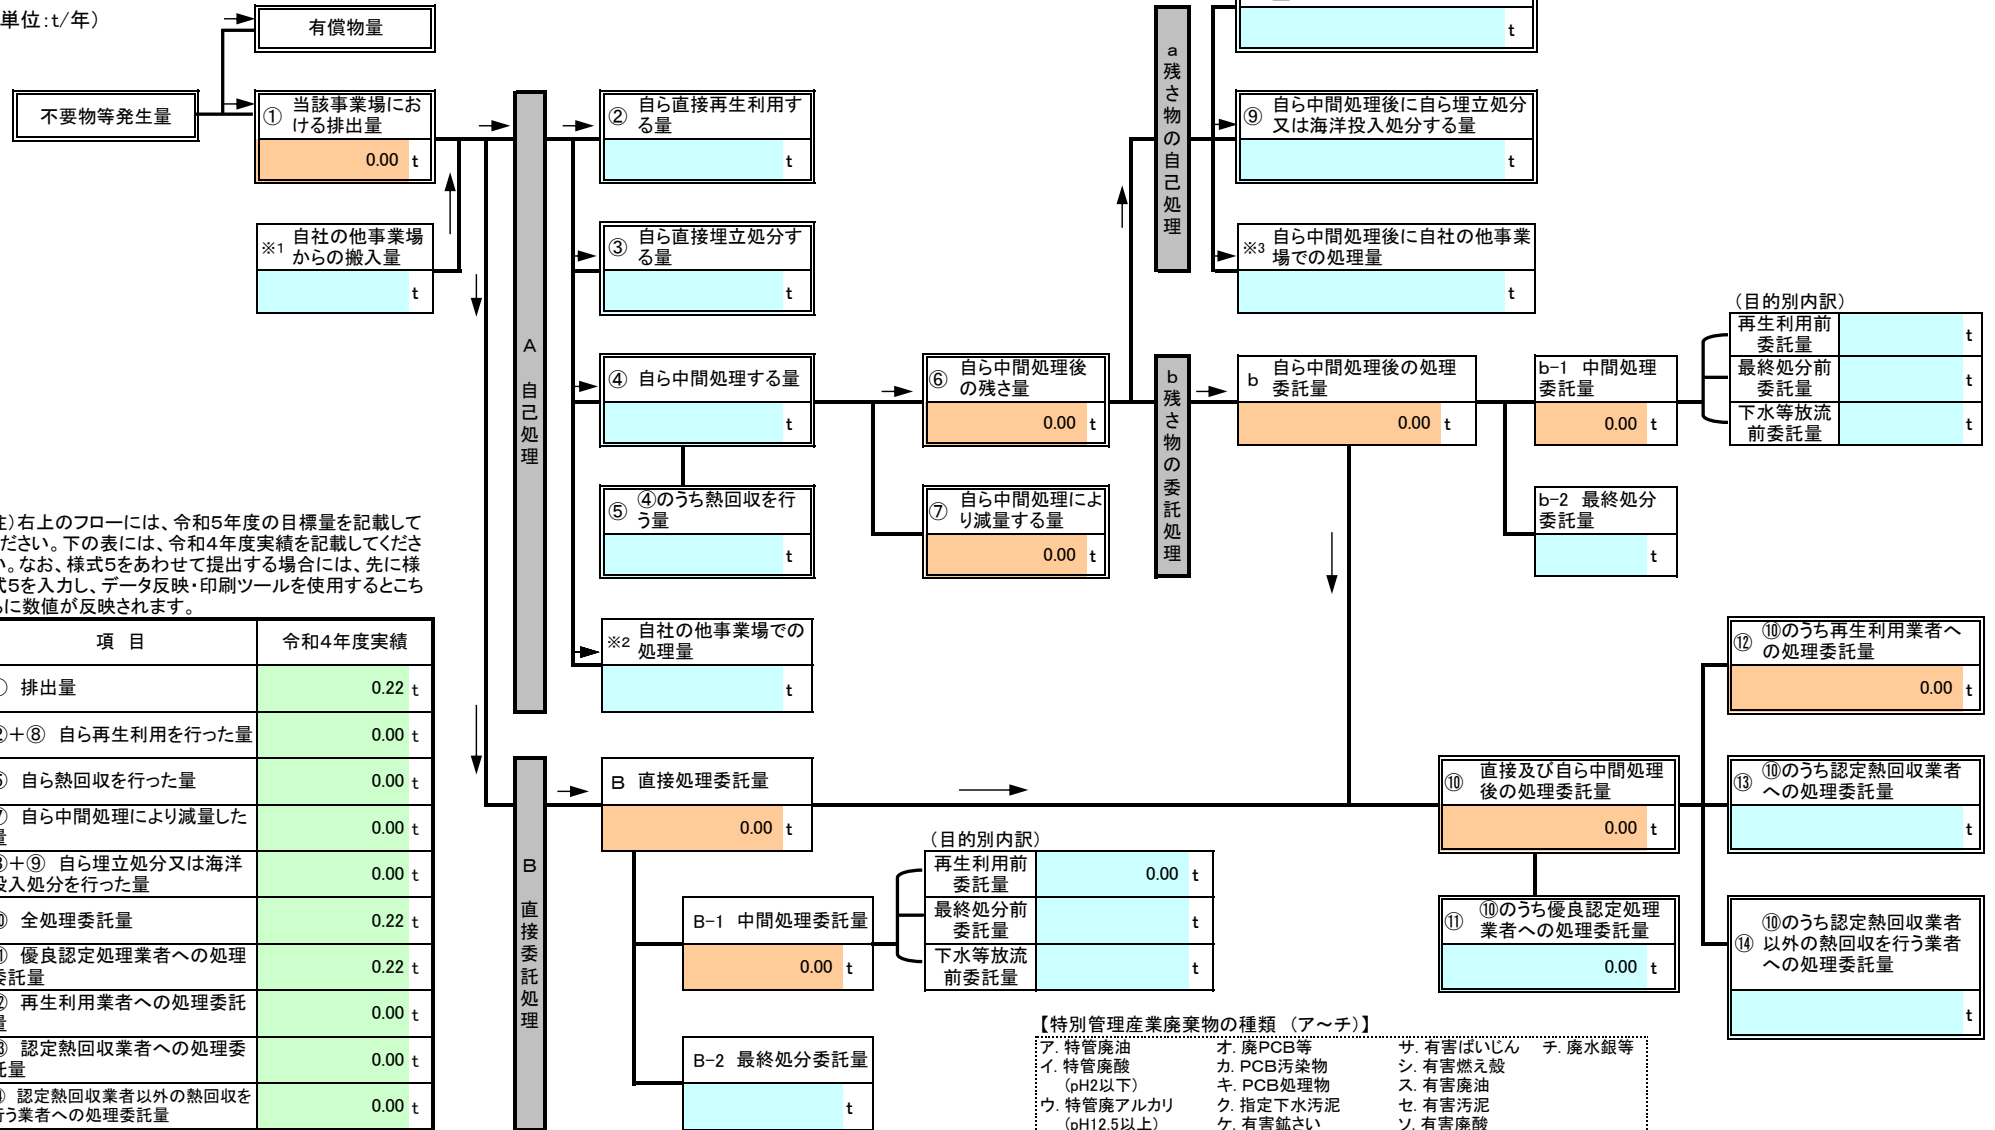 単位:t/年)
有償物量
不要物等発生量
① 当該事業場にお
ける排出量
0.00 t
※1 自社の他事業場
からの搬入量
t
A 自己処理
② 自ら直接再生利用す
る量
t
③ 自ら直接埋立処分す
る量
t
④ 自ら中間処理する量
t
⑤ ④のうち熱回収を行
う量
t
※2 自社の他事業場での
処理量
t
⑥ 自ら中間処理後
の残さ量
0.00 t
⑦ 自ら中間処理によ
り減量する量
0.00 t
a 残さ物の自己処理
t
⑨ 自ら中間処理後に自ら埋立処分
又は海洋投入処分する量
t
※3 自ら中間処理後に自社の他事業
場での処理量
t
b 残さ物の委託処理
b 自ら中間処理後の処理
委託量
0.00 t
b-1 中間処理
委託量
0.00 t
b-2 最終処分
委託量
t
(目的別内訳)
再生利用前
委託量
t
最終処分前
委託量
t
下水等放流
前委託量
t
注)右上のフローには、令和5年度の目標量を記載して
ください。下の表には、令和4年度実績を記載してくださ
い。なお、様式5をあわせて提出する場合には、先に様
式5を入力し、データ反映・印刷ツールを使用するとこち
らに数値が反映されます。
項 目 令和4年度実績
① 排出量 0.22 t
②+⑧ 自ら再生利用を行った量 0.00 t
⑤ 自ら熱回収を行った量 0.00 t
⑦ 自ら中間処理により減量した
量 0.00 t
③+⑨ 自ら埋立処分又は海洋
投入処分を行った量 0.00 t
⑩ 全処理委託量 0.22 t
⑪ 優良認定処理業者への処理
委託量 0.22 t
⑫ 再生利用業者への処理委託
量 0.00 t
⑬ 認定熱回収業者への処理委
託量 0.00 t
⑭ 認定熱回収業者以外の熱回収を
行う業者への処理委託量 0.00 t
B 直接委託処理
B 直接処理委託量
0.00 t
B-1 中間処理委託量
0.00 t
B-2 最終処分委託量
t
(目的別内訳)
再生利用前
委託量
0.00 t
最終処分前
委託量
t
下水等放流
前委託量
t
⑩ 直接及び自ら中間処理
後の処理委託量
0.00 t
⑪ ⑩のうち優良認定処理
業者への処理委託量
0.00 t
⑫ ⑩のうち再生利用業者へ
の処理委託量
0.00 t
⑬ ⑩のうち認定熱回収業者
への処理委託量
t
⑭ ⑩のうち認定熱回収業者
以外の熱回収を行う業者
への処理委託量
t
【特別管理産業廃棄物の種類 (ア~チ)】
ア. 特管廃油 オ. 廃PCB等 サ. 有害ばいじん チ. 廃水銀等
イ. 特管廃酸 カ. PCB汚染物 シ. 有害燃え殻
(pH2以下) キ. PCB処理物 ス. 有害廃油
ウ. 特管廃アルカリ ク. 指定下水汚泥 セ. 有害汚泥
(pH12.5以上) ケ. 有害鉱さい ソ. 有害廃酸